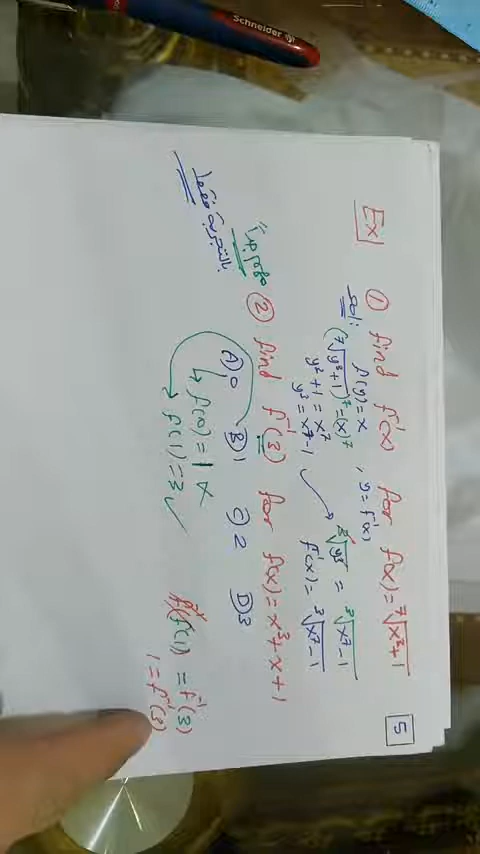 Schneider
5
Ex1
① find f⁻¹(x) for f(x) = ⁷√(x³+1)
sol: f(y) = x , y = f⁻¹(x)
(⁷√(y³+1))⁷ = (x)⁷
y³+1 = x⁷
y³ = x⁷-1
³√y³ = ³√(x⁷-1)
f⁻¹(x) = ³√(x⁷-1)
② find f⁻¹(3) for f(x) = x³+x+1
A) 0 B) 1 C) 2 D) 3
f(0) = 1 ×
f(1) = 3 ✓
f⁻¹(f(1)) = f⁻¹(3)
1 = f⁻¹(3)